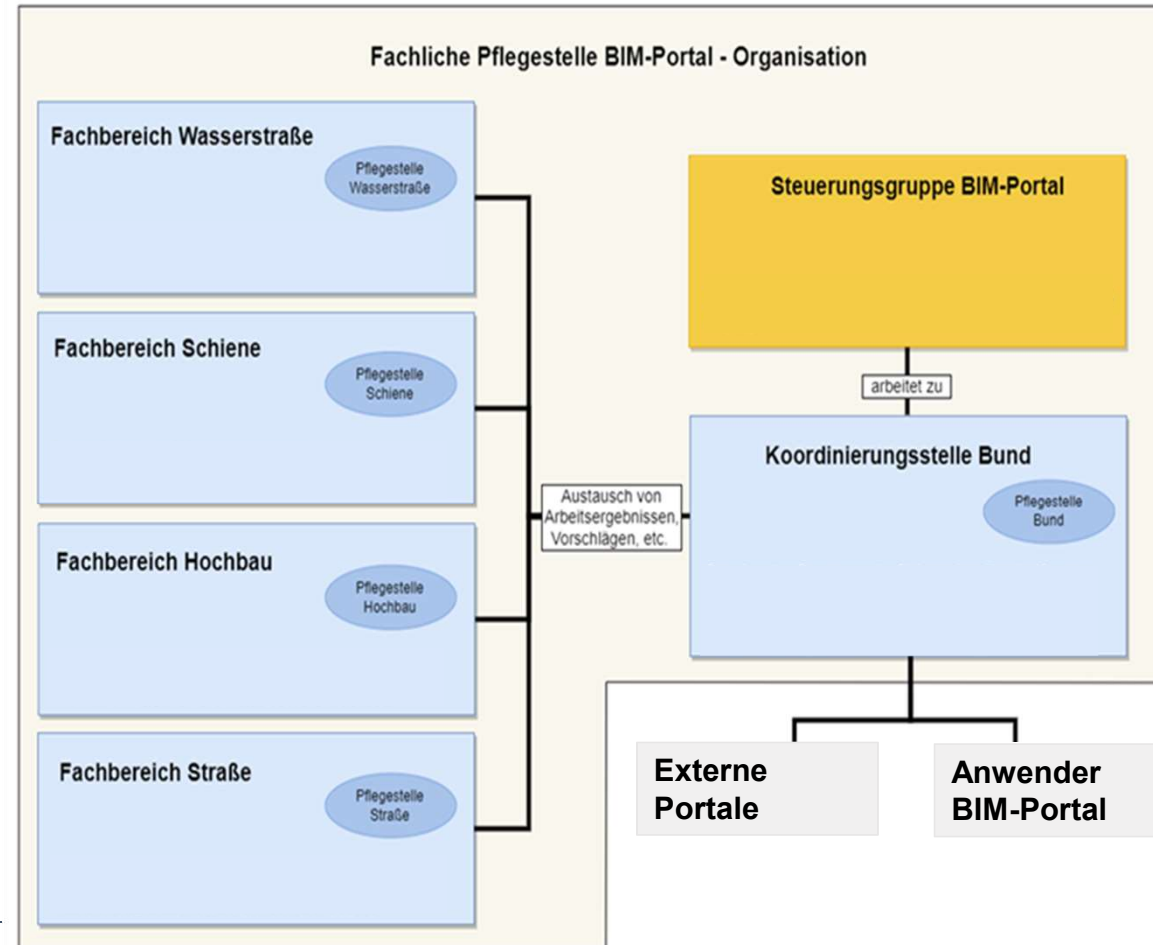 Fachliche Pflegestelle BIM-Portal - Organisation
Fachbereich Wasserstraße
Pflegestelle
Wasserstraße
Fachbereich Schiene
Pflegestelle
Schiene
Fachbereich Hochbau
Pflegestelle
Hochbau
Fachbereich Straße
Pflegestelle
Straße
Austausch von
Arbeitsergebnissen,
Vorschlägen, etc.
Steuerungsgruppe BIM-Portal
arbeitet zu
Koordinierungsstelle Bund
Pflegestelle
Bund
Externe
Portale
Anwender
BIM-Portal